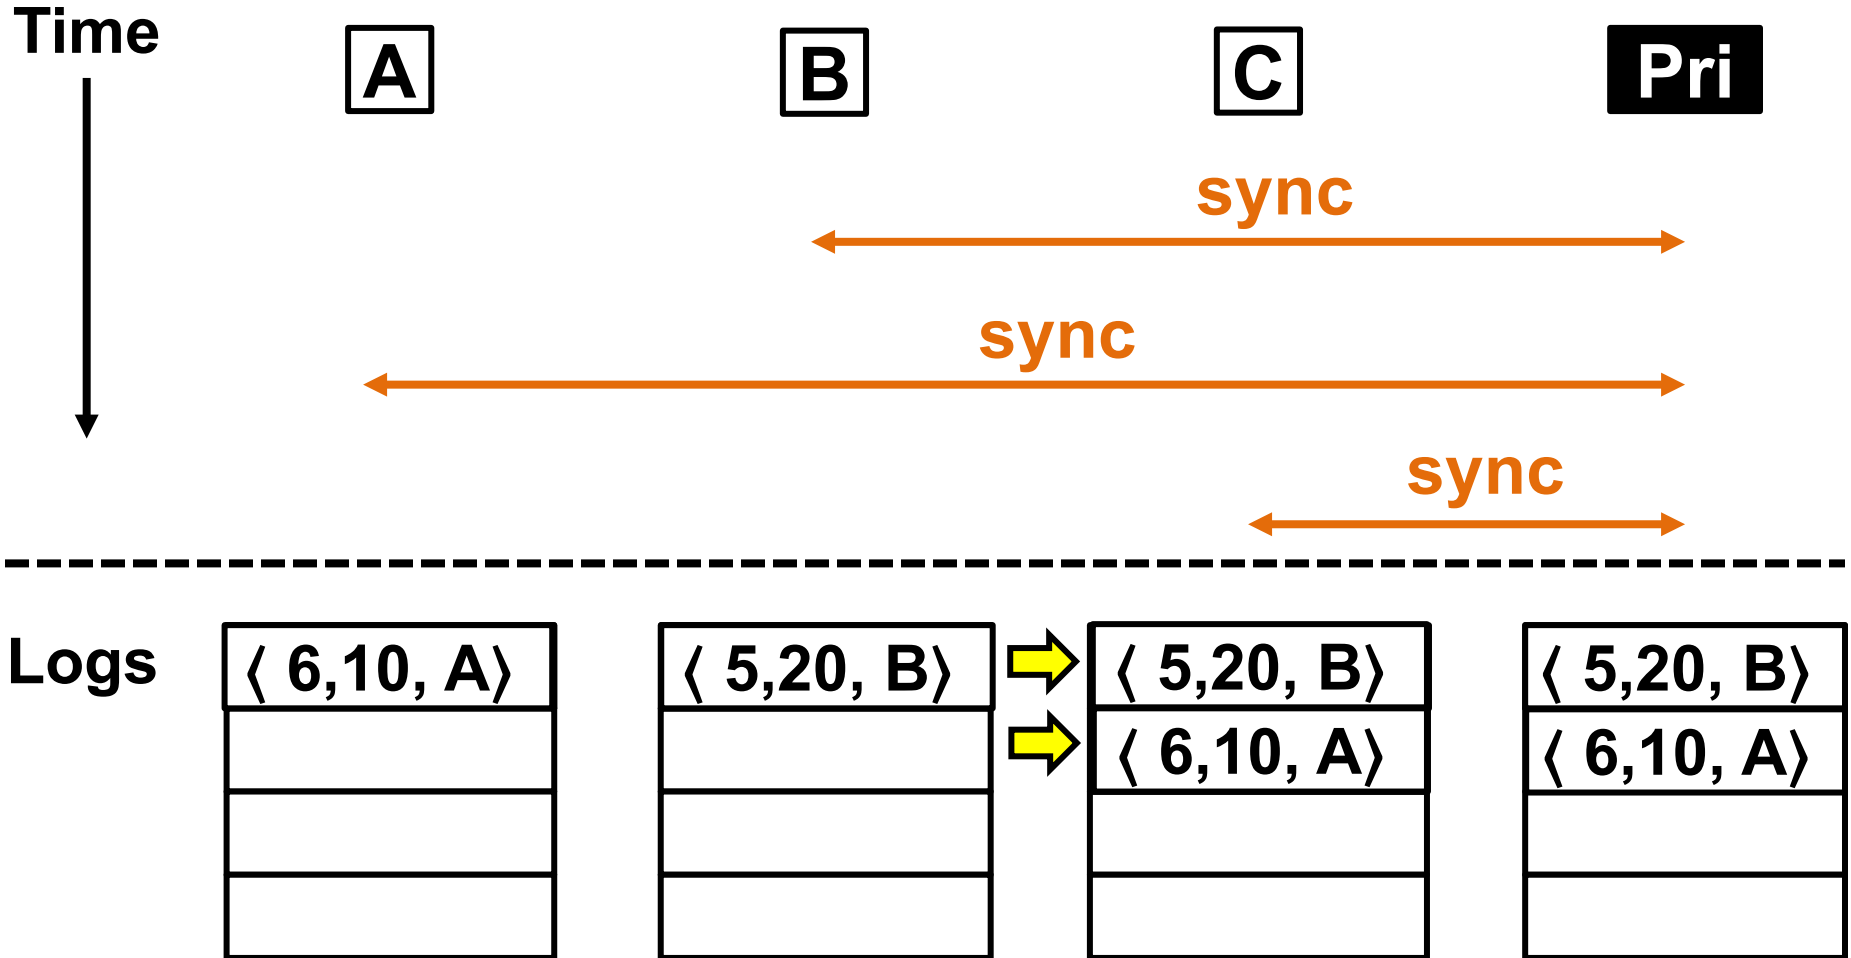 Time
A
B
C
Pri
sync
sync
sync
Logs
⟨ 6,10, A⟩
⟨ 5,20, B⟩
⟨ 5,20, B⟩
⟨ 5,20, B⟩
⟨ 6,10, A⟩
⟨ 6,10, A⟩